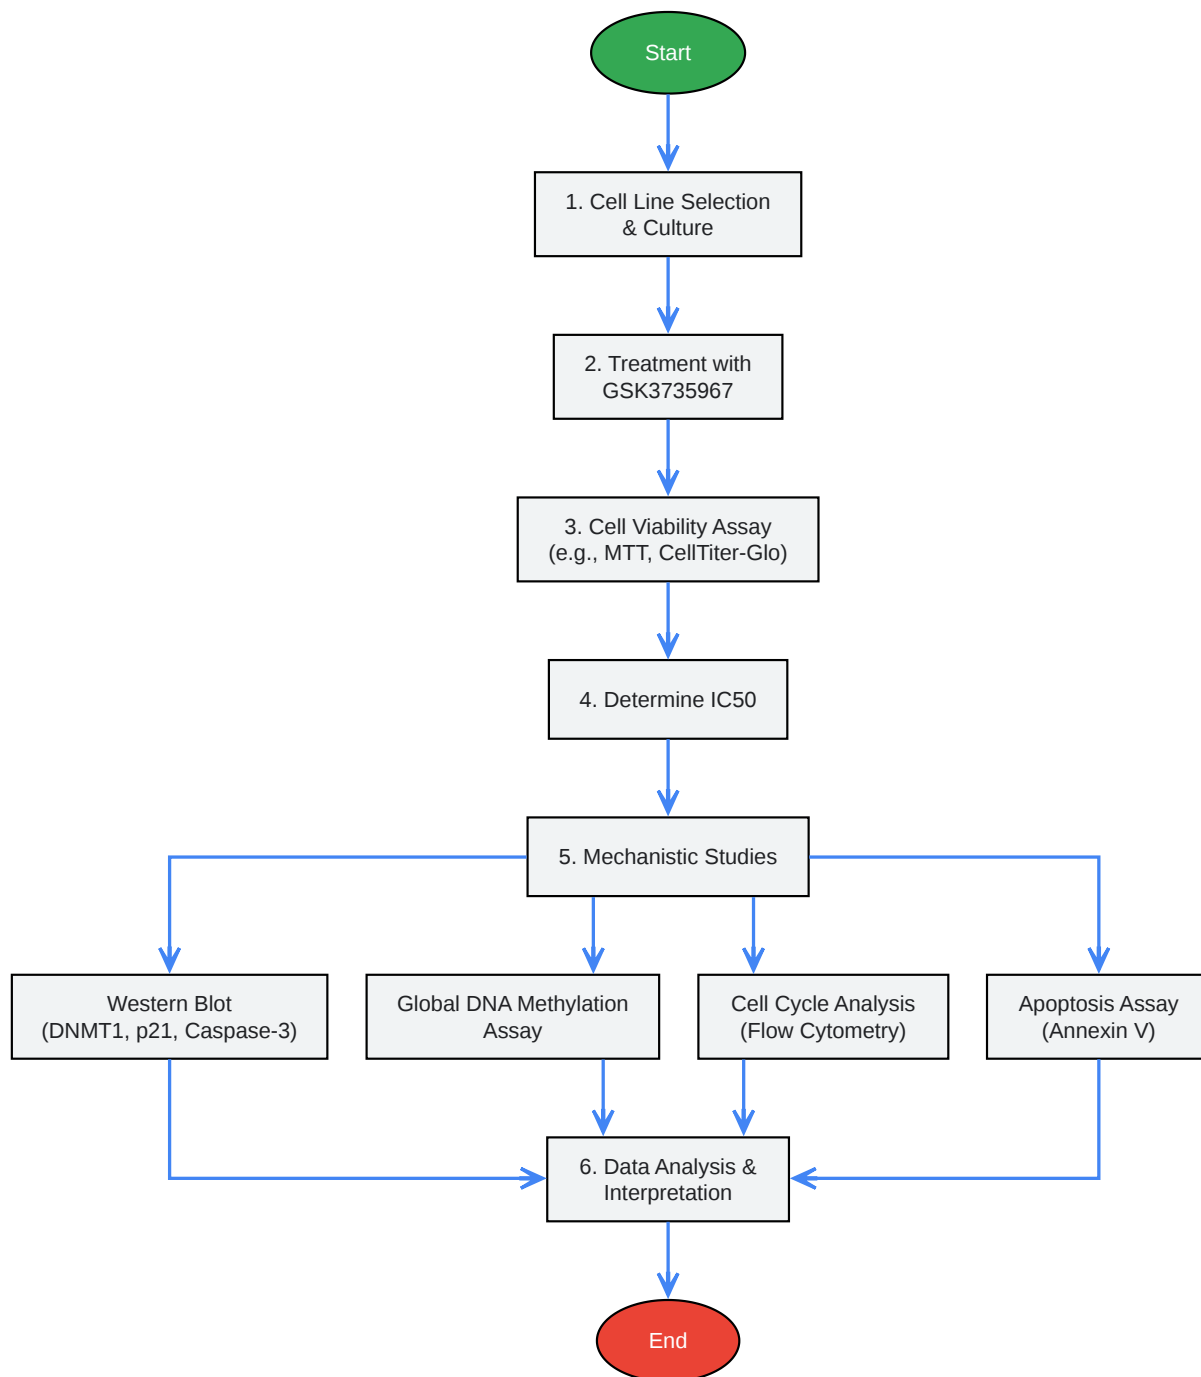 Start
1. Cell Line Selection
& Culture
2. Treatment with
GSK3735967
3. Cell Viability Assay
(e.g., MTT, CellTiter-Glo)
4. Determine IC50
5. Mechanistic Studies
Western Blot
(DNMT1, p21, Caspase-3)
Global DNA Methylation
Assay
Cell Cycle Analysis
(Flow Cytometry)
Apoptosis Assay
(Annexin V)
6. Data Analysis &
Interpretation
End